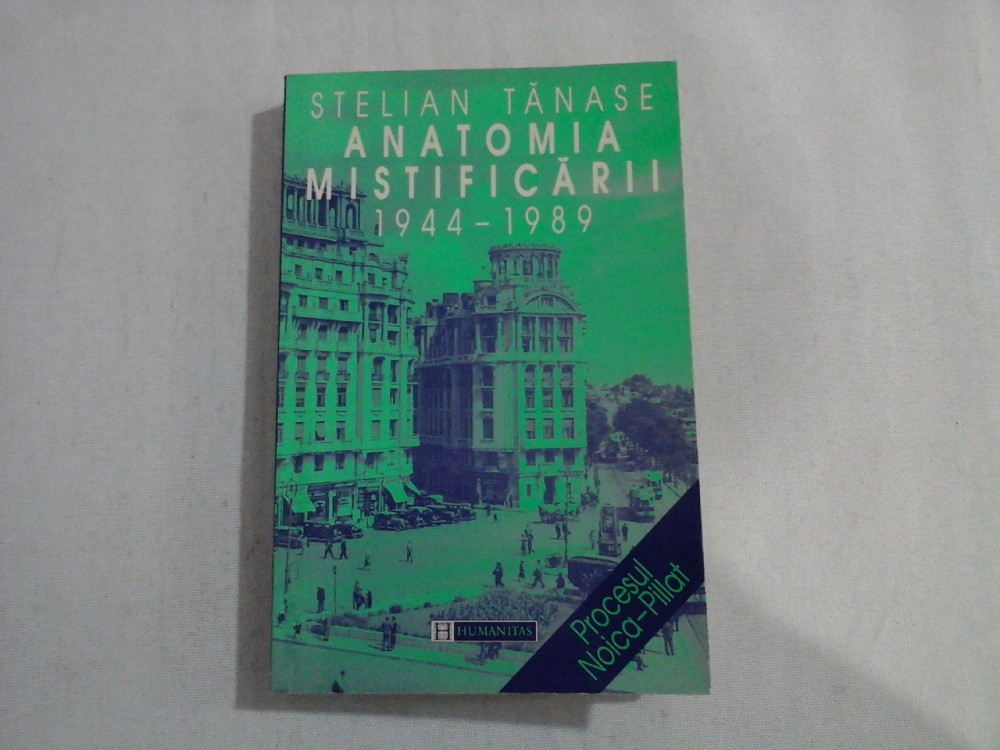 STELIAN TĂNASE
ANATOMIA
MISTIFICĂRII
1944 – 1989
H HUMANITAS
Procesul
Noica–Pillat